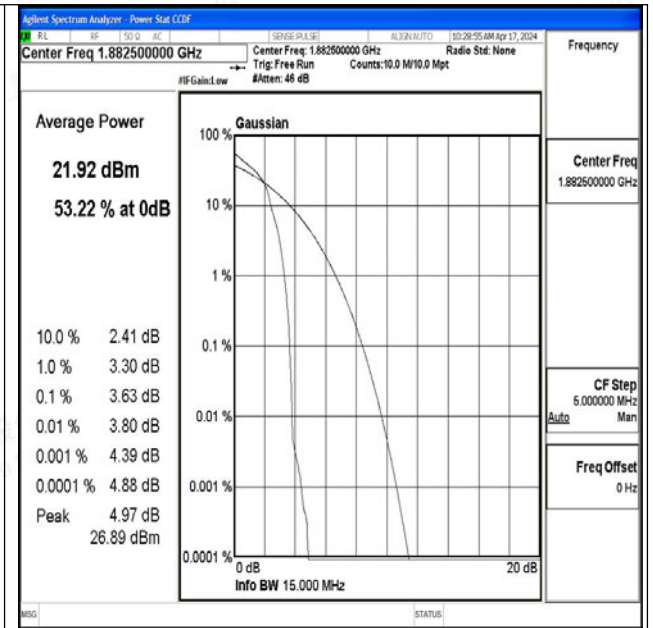 Agilent Spectrum Analyzer - Power Stat CCDF
RL RF 50 Ω AC SENSE:PULSE ALIGN AUTO 10:28:55 AM Apr 17, 2024
Center Freq 1.882500000 GHz
Center Freq: 1.882500000 GHz Radio Std: None
Trig: Free Run Counts:10.0 M/10.0 Mpt
#IFGain:Low #Atten: 46 dB
Frequency
Average Power
21.92 dBm
53.22 % at 0dB
10.0 % 2.41 dB
1.0 % 3.30 dB
0.1 % 3.63 dB
0.01 % 3.80 dB
0.001 % 4.39 dB
0.0001 % 4.88 dB
Peak 4.97 dB
26.89 dBm
Gaussian
100 %
10 %
1 %
0.1 %
0.01 %
0.001 %
0.0001 %
0 dB 20 dB
Info BW 15.000 MHz
Center Freq
1.882500000 GHz
CF Step
5.000000 MHz
Auto Man
Freq Offset
0 Hz
MSG STATUS